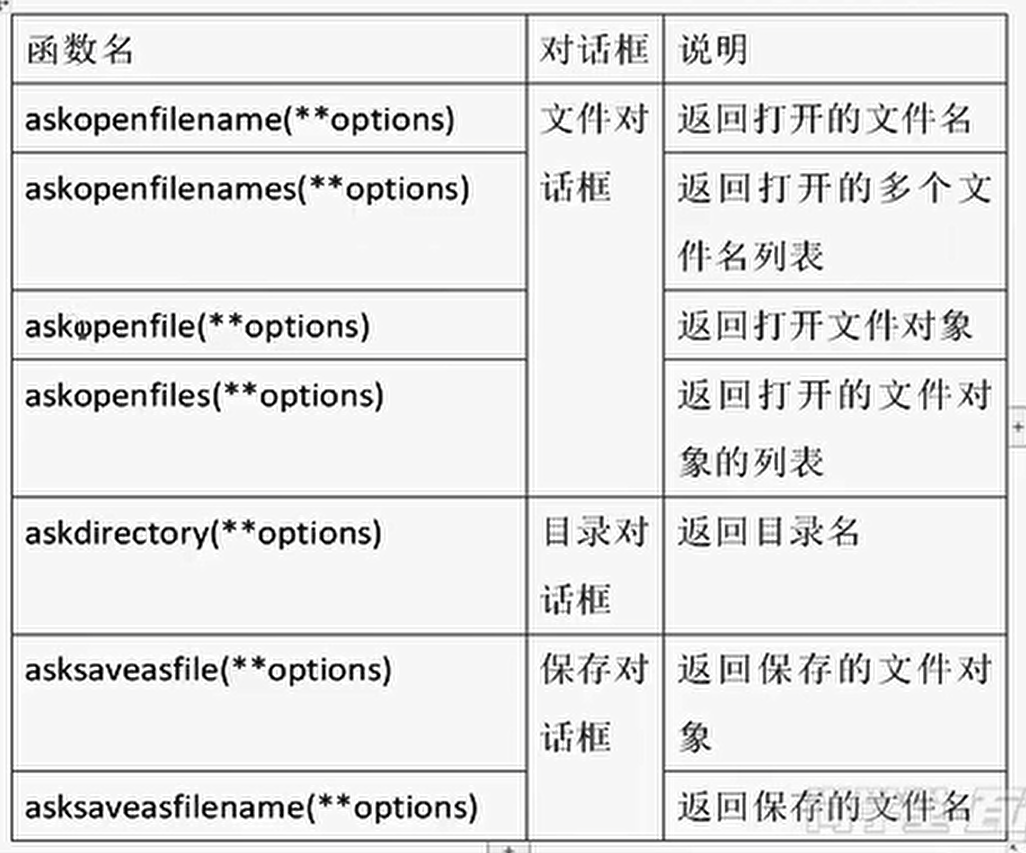 函数名 对话框 说明
askopenfilename(**options) 文件对 返回打开的文件名
askopenfilenames(**options) 话框 返回打开的多个文
件名列表
askopenfile(**options) 返回打开文件对象
askopenfiles(**options) 返回打开的文件对
象的列表
askdirectory(**options) 目录对 返回目录名
话框
asksaveasfile(**options) 保存对 返回保存的文件对
话框 象
asksaveasfilename(**options) 返回保存的文件名